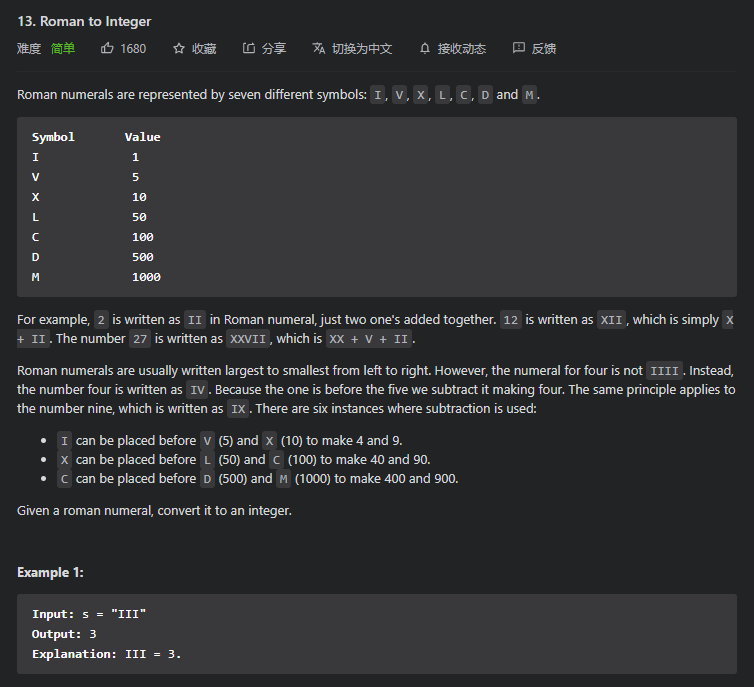 13. Roman to Integer
难度 简单 1680 收藏 分享 切换为中文 接收动态 反馈
Roman numerals are represented by seven different symbols: I, V, X, L, C, D and M.
Symbol Value
I 1
V 5
X 10
L 50
C 100
D 500
M 1000
For example, 2 is written as II in Roman numeral, just two one's added together. 12 is written as XII, which is simply X
+ II. The number 27 is written as XXVII, which is XX + V + II.
Roman numerals are usually written largest to smallest from left to right. However, the numeral for four is not IIII. Instead,
the number four is written as IV. Because the one is before the five we subtract it making four. The same principle applies to
the number nine, which is written as IX. There are six instances where subtraction is used:
• I can be placed before V (5) and X (10) to make 4 and 9.
• X can be placed before L (50) and C (100) to make 40 and 90.
• C can be placed before D (500) and M (1000) to make 400 and 900.
Given a roman numeral, convert it to an integer.
Example 1:
Input: s = "III"
Output: 3
Explanation: III = 3.